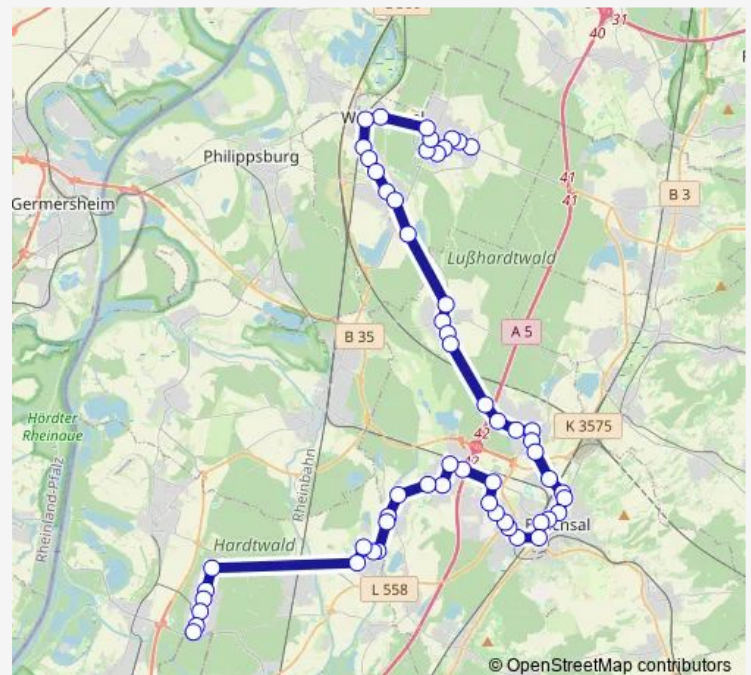 31
40
Philippsburg
Germersheim
41
41
B 3
Lußhardtwald
A 5
B 35
Hördter
Rheinaue
K 3575
42
Rheinland-Pfalz
Rheinbahn
Hardtwald
L 558
© OpenStreetMap contributors